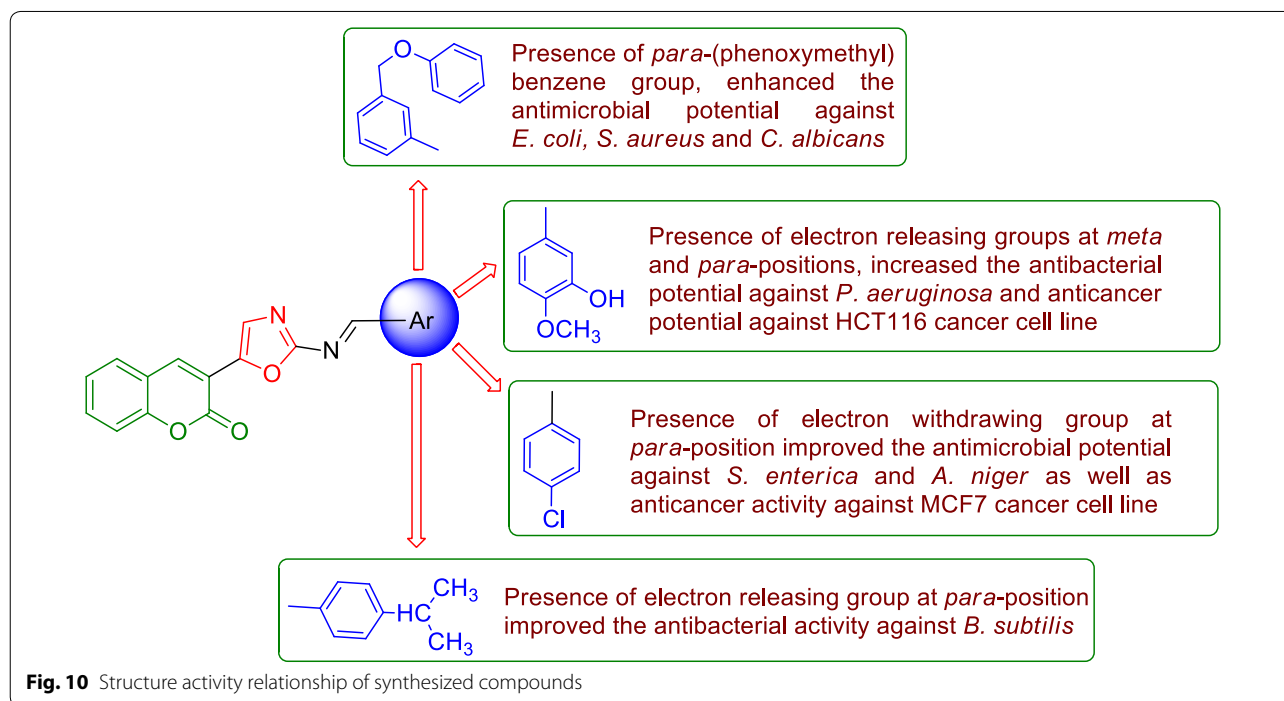 O
Presence of para-(phenoxymethyl)
benzene group, enhanced the
antimicrobial potential against
E. coli, S. aureus and C. albicans
OH
OCH3
Presence of electron releasing groups at meta
and para-positions, increased the antibacterial
potential against P. aeruginosa and anticancer
potential against HCT116 cancer cell line
N
O
N
Ar
O
O
Cl
Presence of electron withdrawing group at
para-position improved the antimicrobial potential
against S. enterica and A. niger as well as
anticancer activity against MCF7 cancer cell line
CH3
HC
CH3
Presence of electron releasing group at para-position
improved the antibacterial activity against B. subtilis
Fig. 10 Structure activity relationship of synthesized compounds